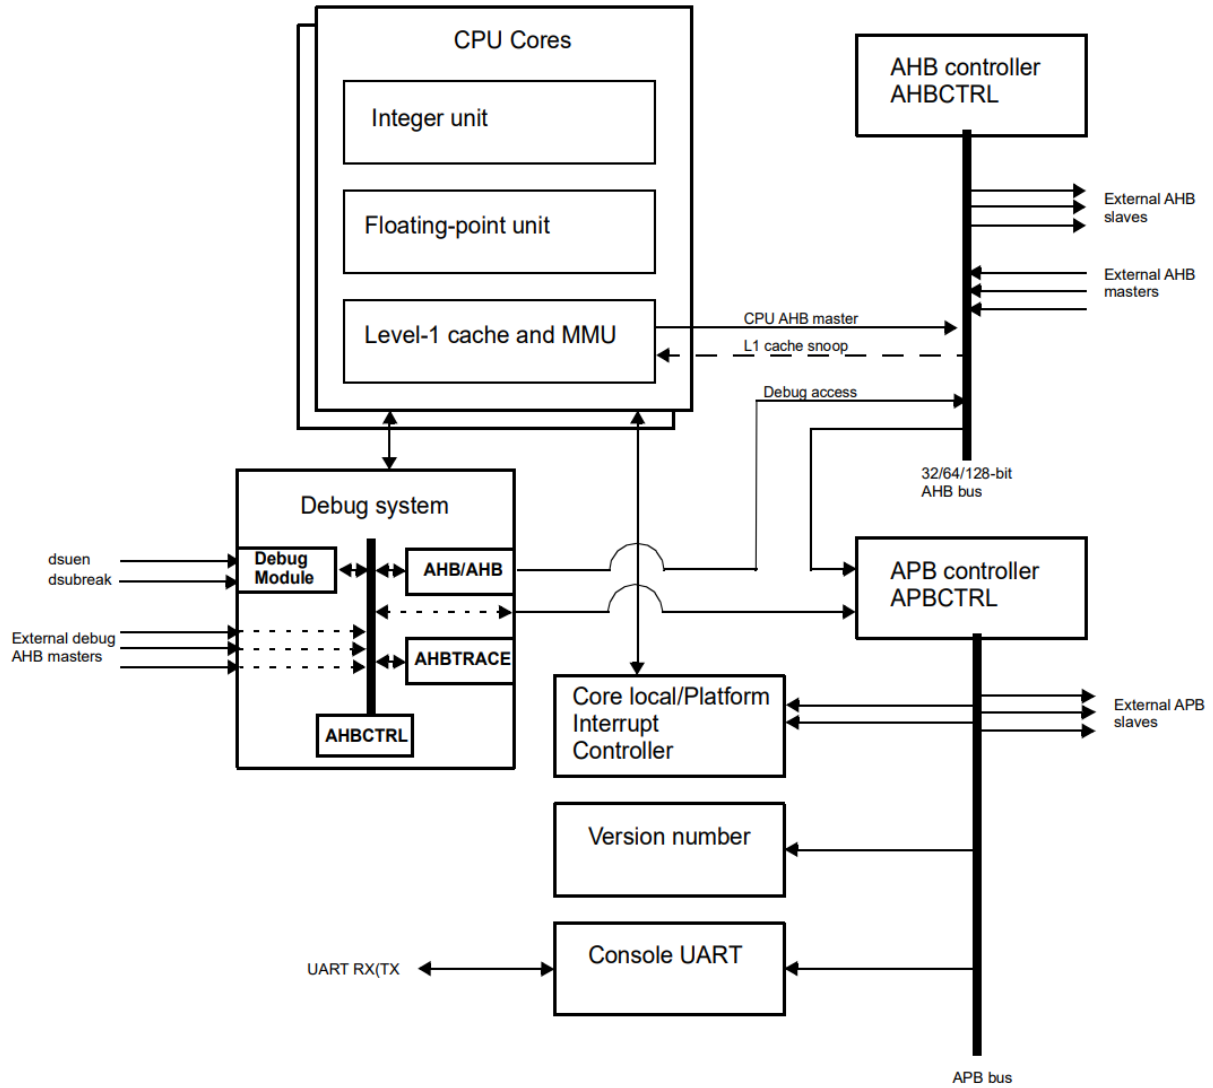 CPU Cores
Integer unit
Floating-point unit
Level-1 cache and MMU
AHB controller
AHBCTRL
External AHB
slaves
External AHB
masters
CPU AHB master
L1 cache snoop
Debug access
32/64/128-bit
AHB bus
Debug system
dsuen
dsubreak
Debug
Module
AHB/AHB
External debug
AHB masters
AHBTRACE
AHBCTRL
APB controller
APBCTRL
Core local/Platform
Interrupt
Controller
External APB
slaves
Version number
Console UART
UART RX(TX
APB bus